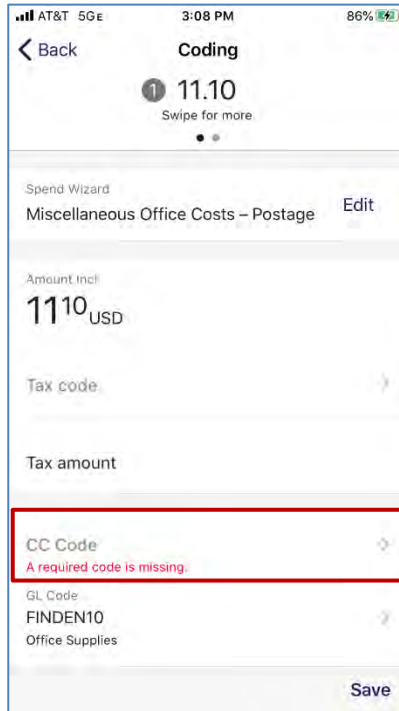 AT&T 5GE 3:08 PM 86%
Back Coding
1 11.10
Swipe for more
Spend Wizard
Miscellaneous Office Costs – Postage Edit
Amount Incl
1110 USD
Tax code
Tax amount
CC Code
A required code is missing.
GL Code
FINDEN10
Office Supplies
Save